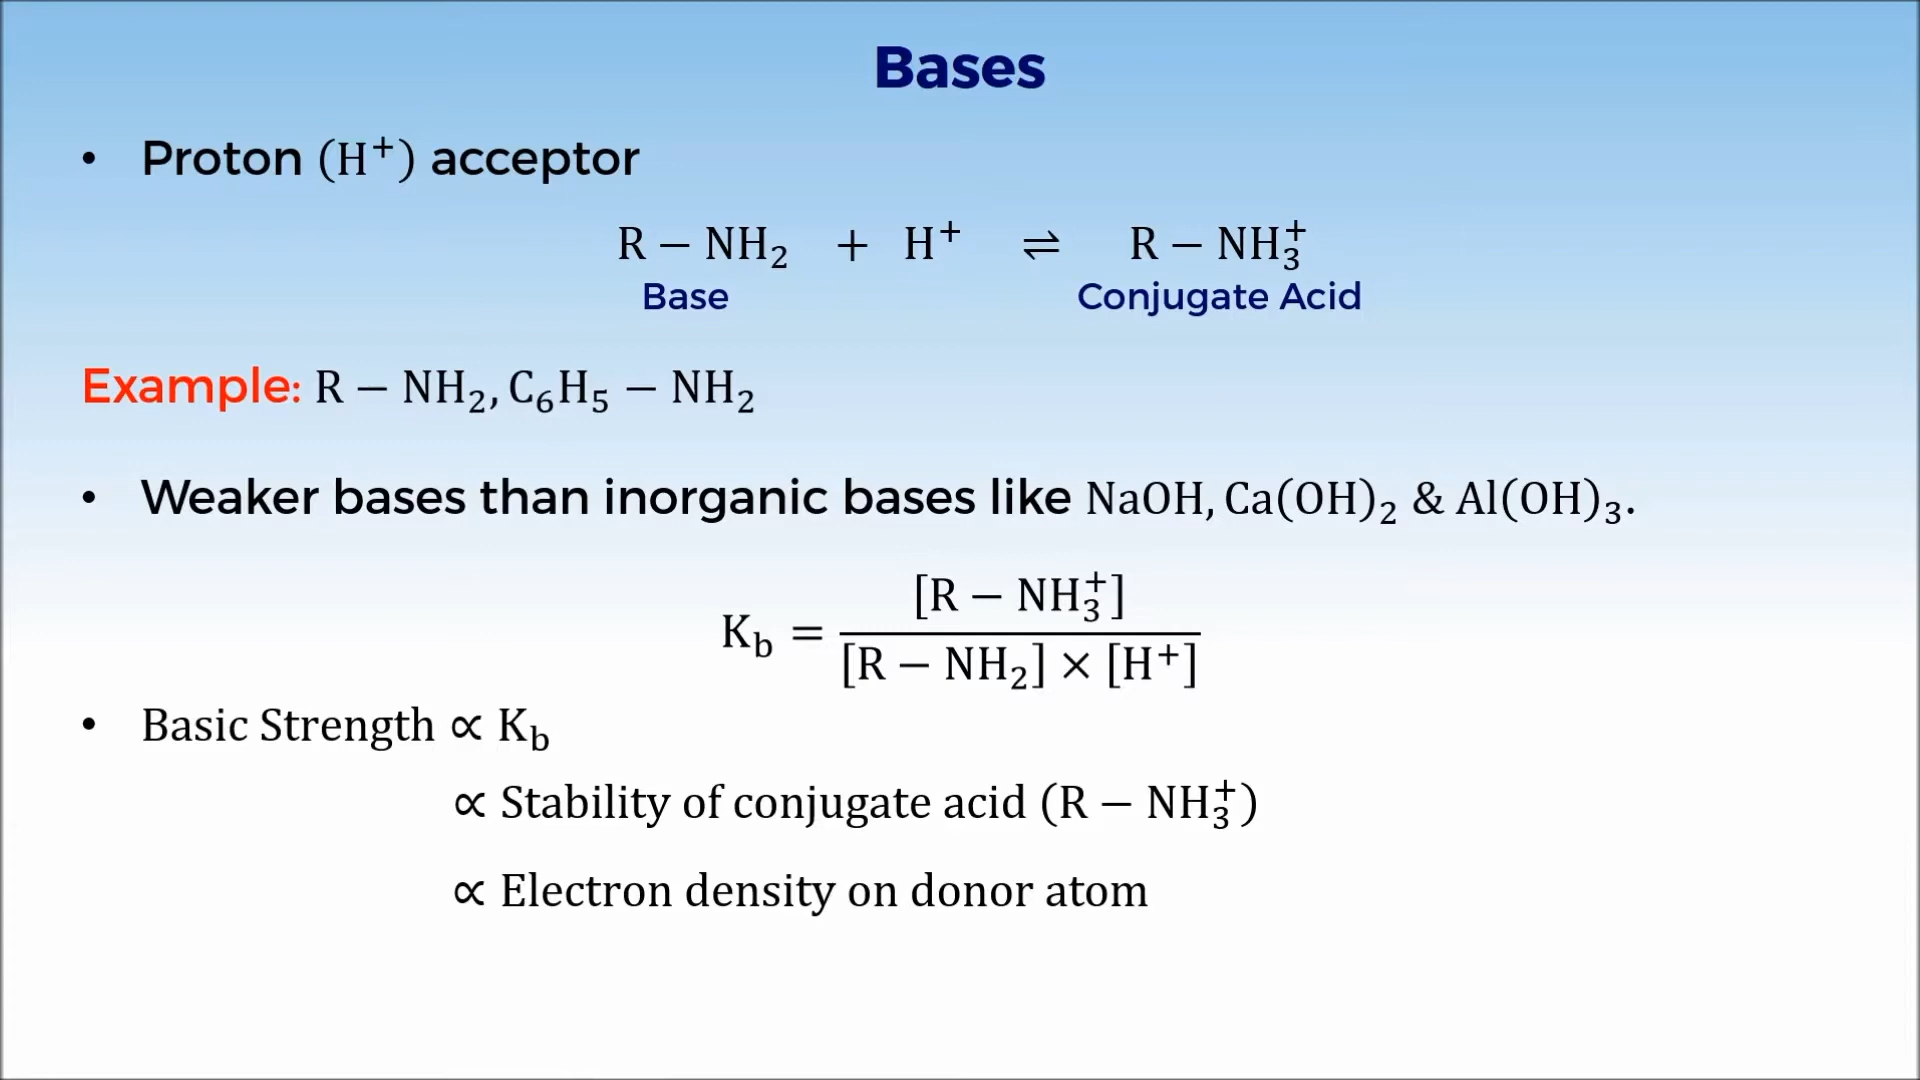 Bases
• Proton (H⁺) acceptor
R − NH₂ + H⁺ ⇌ R − NH₃⁺
Base Conjugate Acid
Example: R − NH₂, C₆H₅ − NH₂
• Weaker bases than inorganic bases like NaOH, Ca(OH)₂ & Al(OH)₃.
[R − NH₃⁺]
K_b =
[R − NH₂] × [H⁺]
• Basic Strength ∝ K_b
∝ Stability of conjugate acid (R − NH₃⁺)
∝ Electron density on donor atom